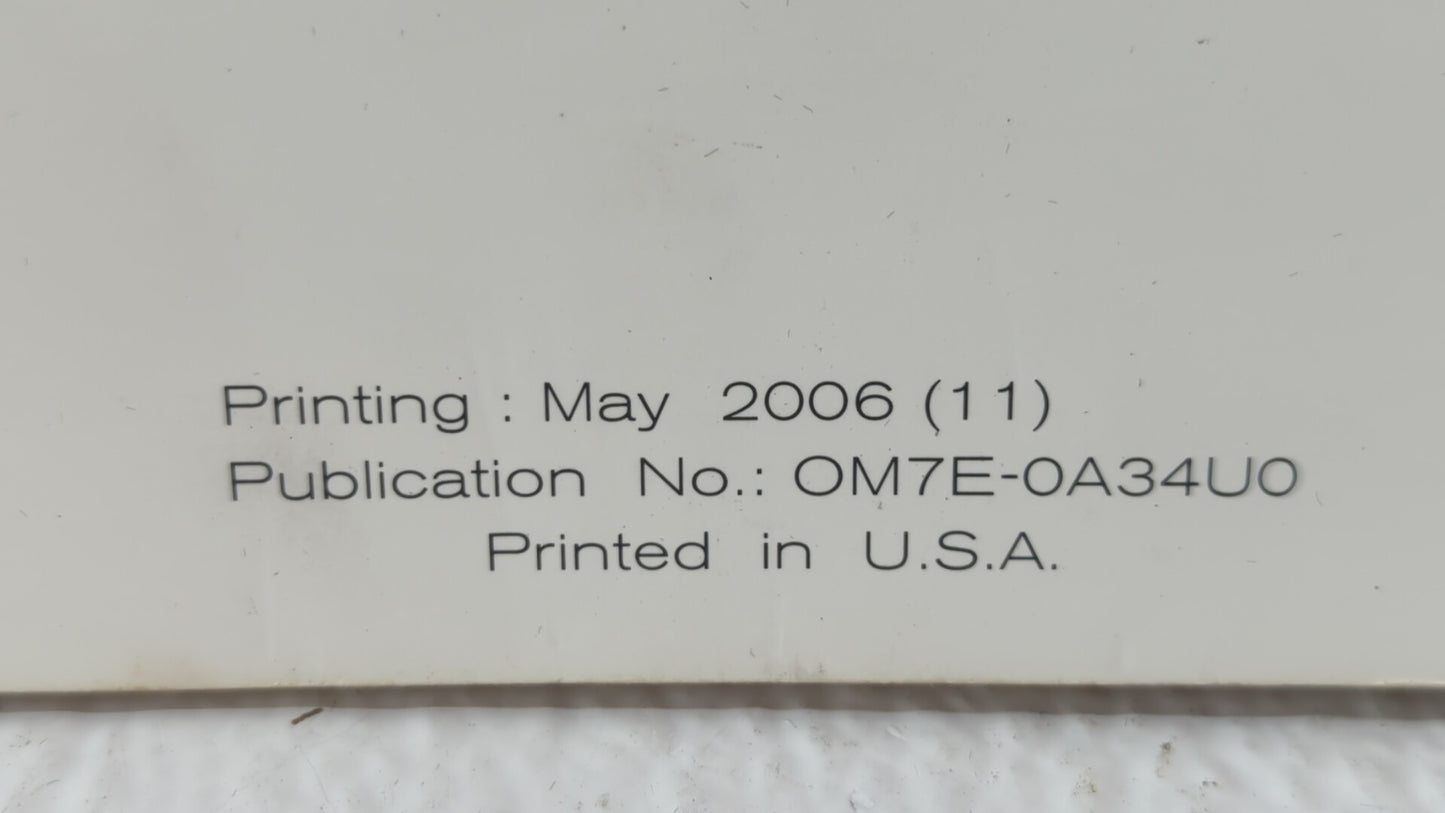 Printing : May 2006 (11)
Publication No.: OM7E-0A34U0
Printed in U.S.A.